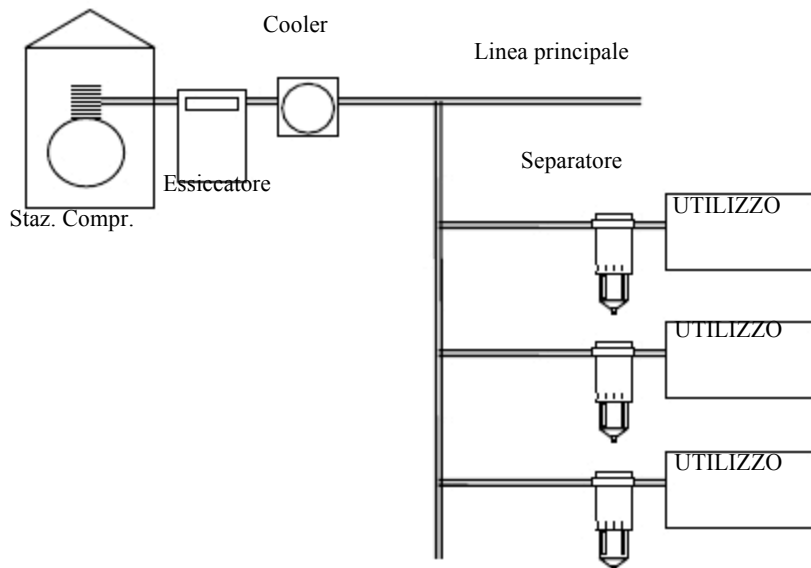 Cooler
Linea principale
Separatore
Essiccatore
Staz. Compr.
UTILIZZO
UTILIZZO
UTILIZZO